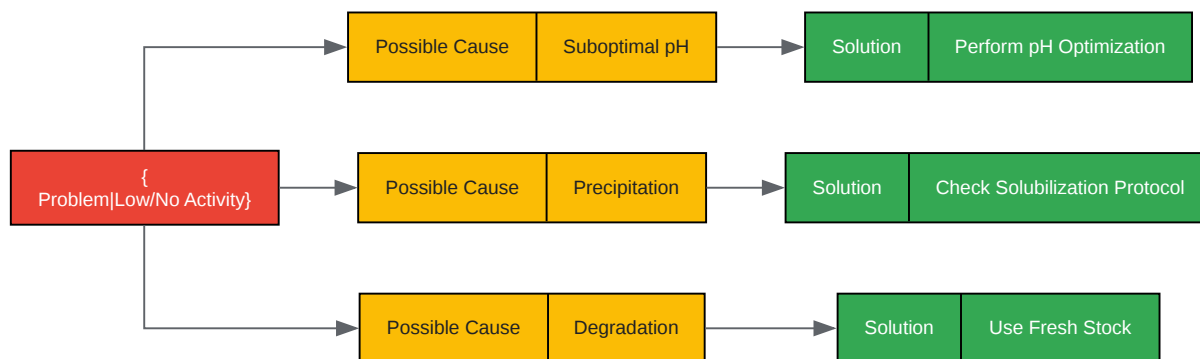 Possible Cause Suboptimal pH Solution Perform pH Optimization
{
Problem|Low/No Activity}
Possible Cause Precipitation Solution Check Solubilization Protocol
Possible Cause Degradation Solution Use Fresh Stock